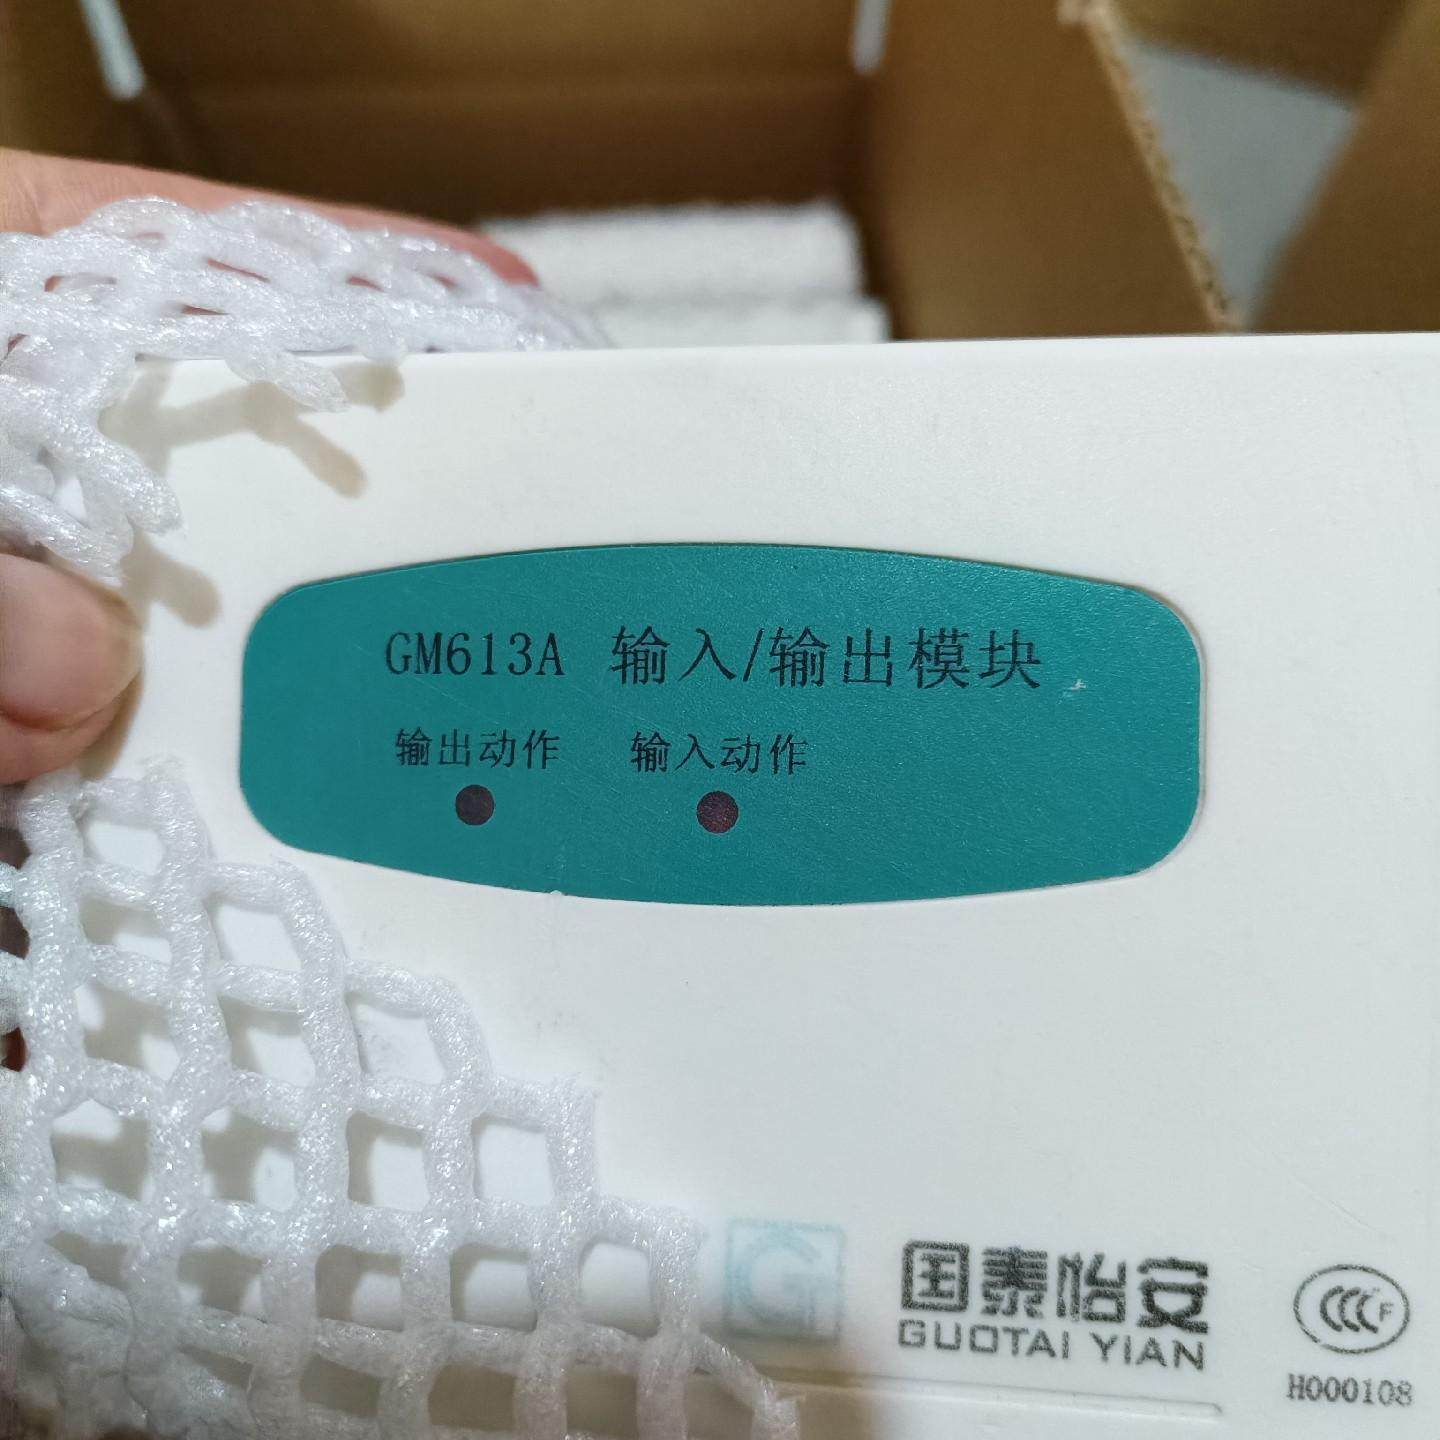 GM613A 输入/输出模块
输出动作 输入动作
国泰怡安
GUOTAI YIAN
CCC F
H000108